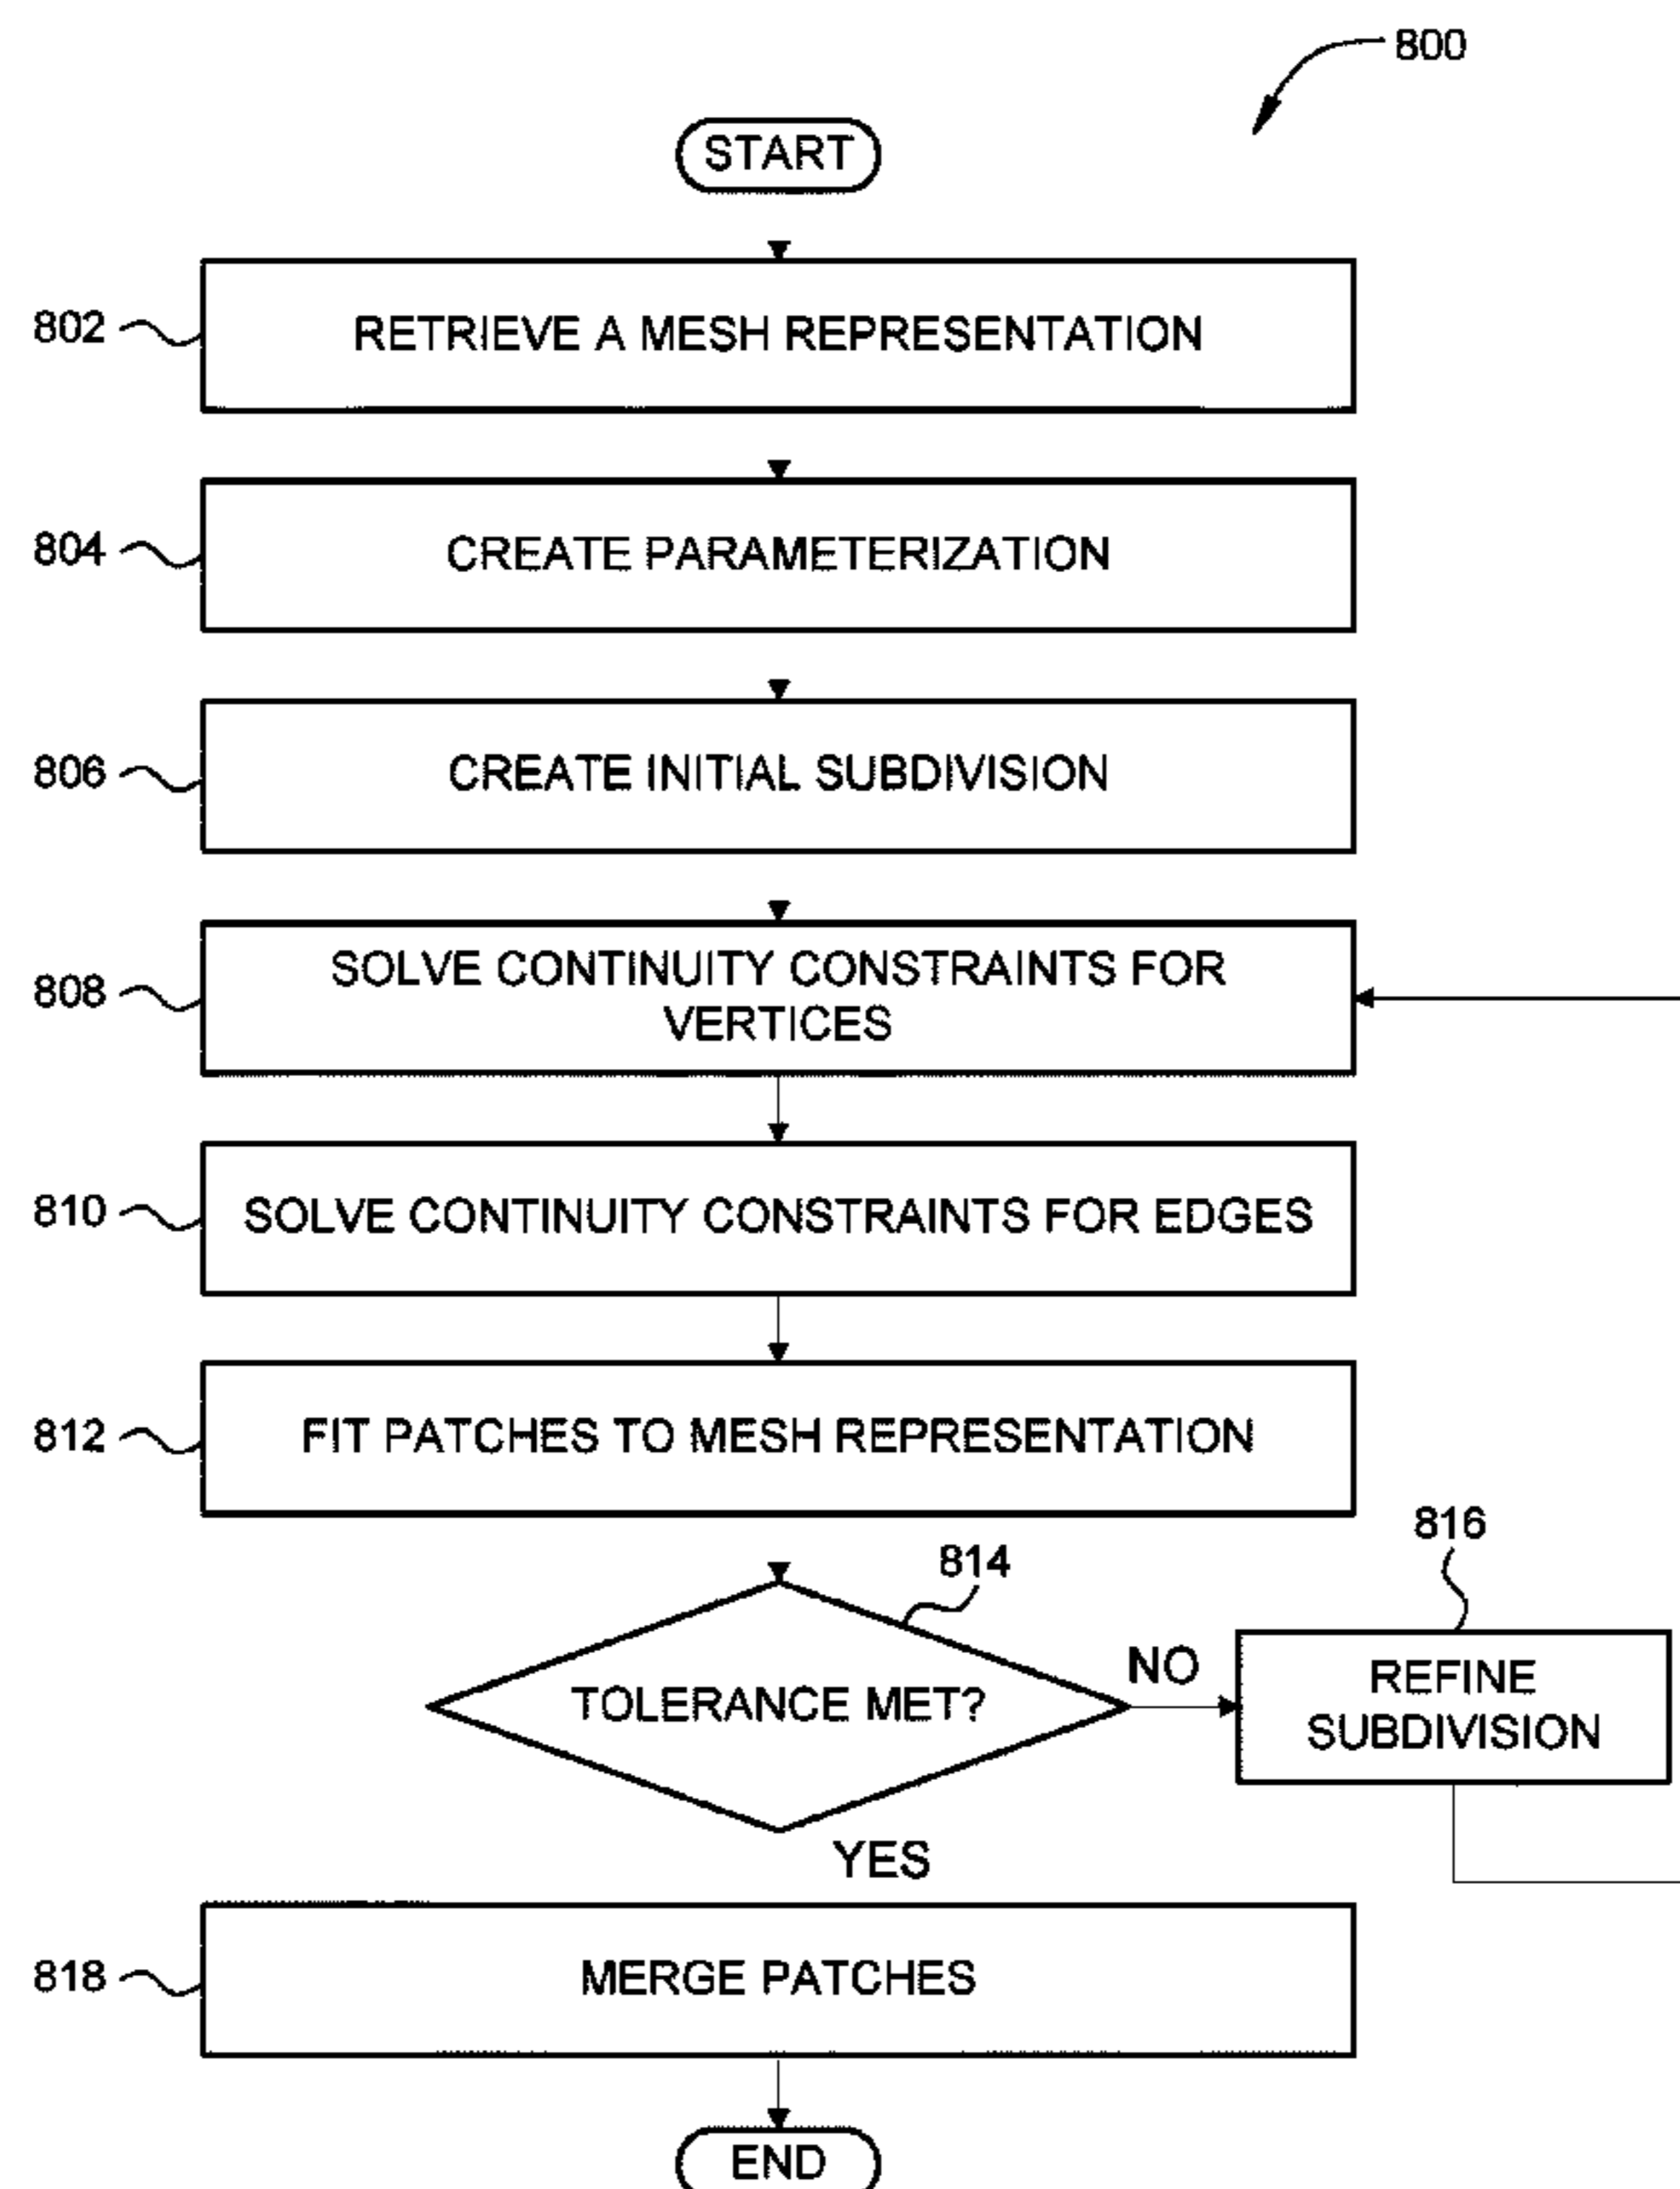 800
START
802
RETRIEVE A MESH REPRESENTATION
804
CREATE PARAMETERIZATION
806
CREATE INITIAL SUBDIVISION
808
SOLVE CONTINUITY CONSTRAINTS FOR
VERTICES
810
SOLVE CONTINUITY CONSTRAINTS FOR EDGES
812
FIT PATCHES TO MESH REPRESENTATION
814
816
TOLERANCE MET?
NO
REFINE
SUBDIVISION
YES
818
MERGE PATCHES
END